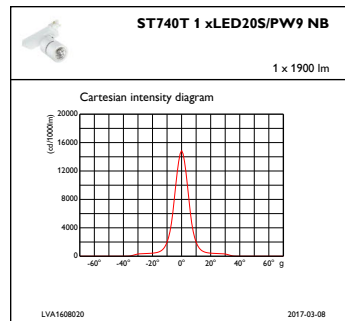 ST740T 1 xLED20S/PW9 NB
1 x 1900 lm
Cartesian intensity diagram
(cd/1000lm)
20000
16000
12000
8000
4000
0
-60° -40° -20° 0° 20° 40° 60° g
LVA1608020 2017-03-08